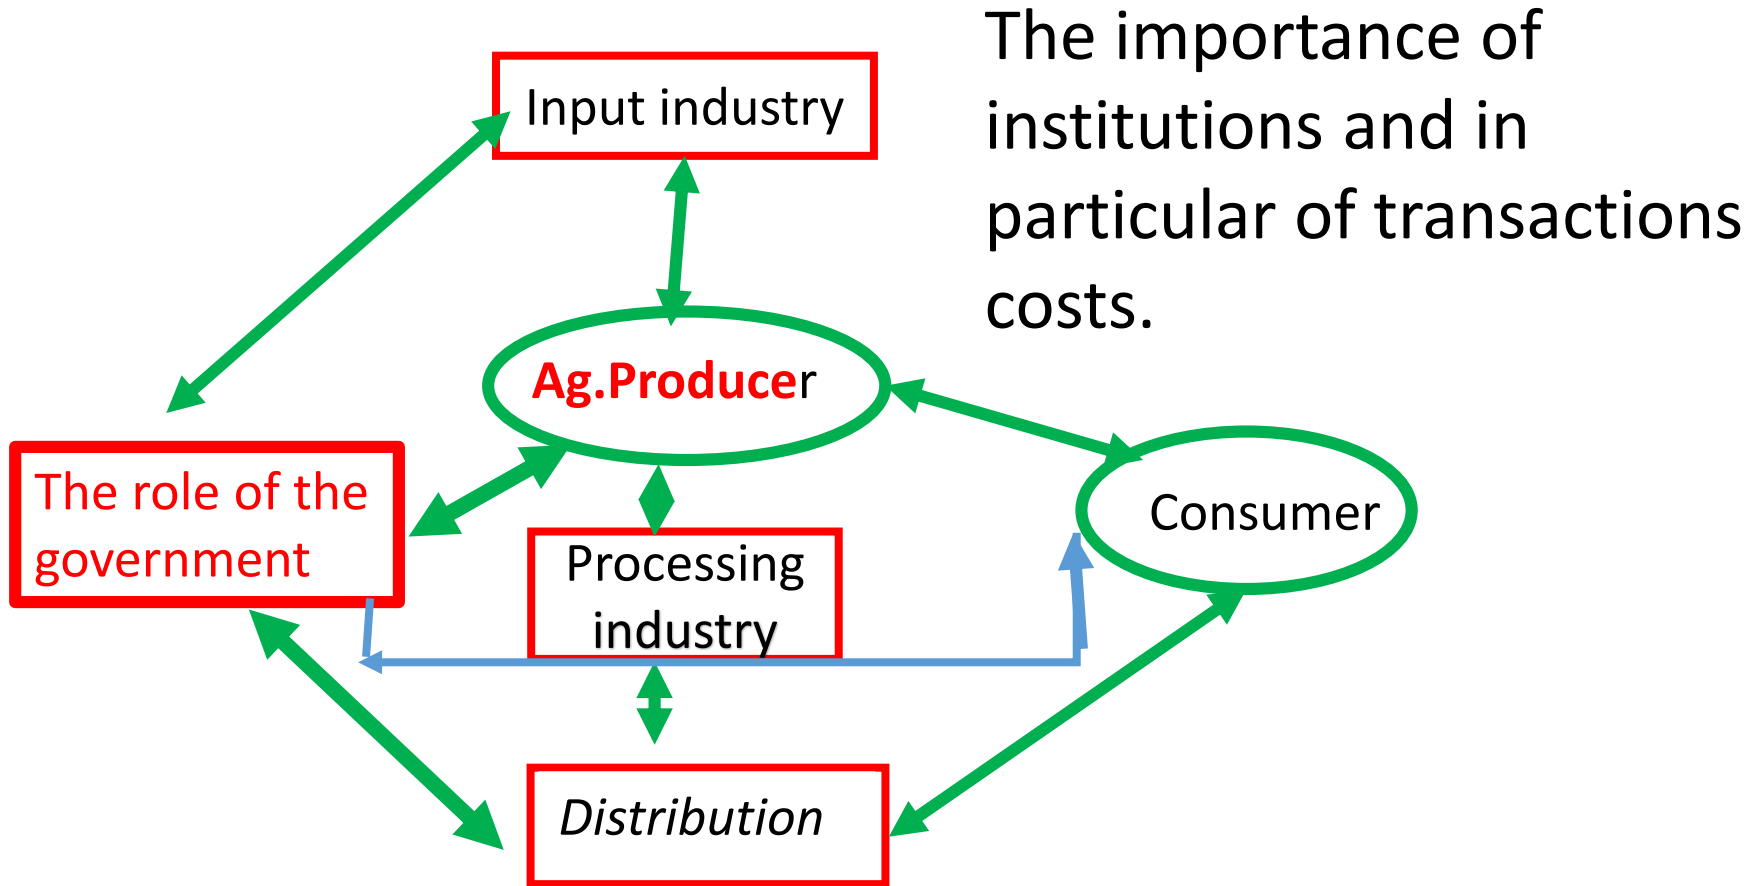 The importance of
institutions and in
particular of transactions
costs.
Input industry
Ag.Producer
The role of the
government
Consumer
Processing
industry
Distribution